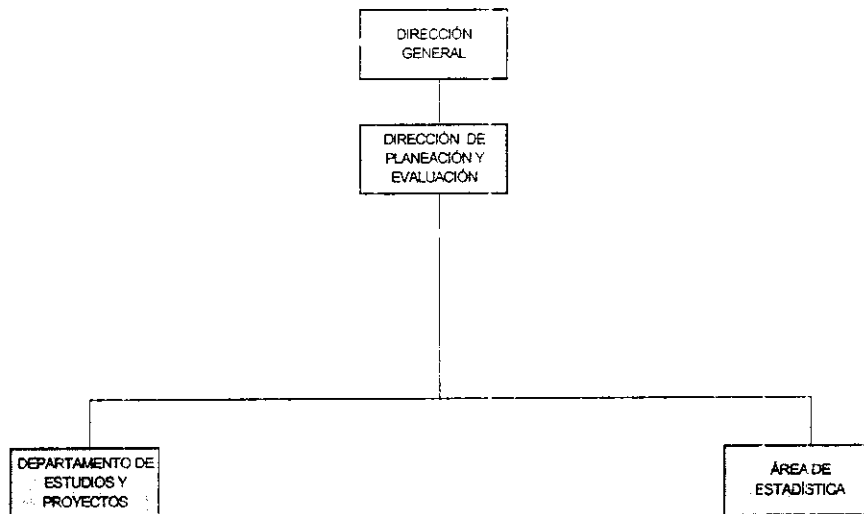 DIRECCIÓN
GENERAL
DIRECCIÓN DE
PLANEACIÓN Y
EVALUACIÓN
DEPARTAMENTO DE
ESTUDIOS Y
PROYECTOS
ÁREA DE
ESTADÍSTICA